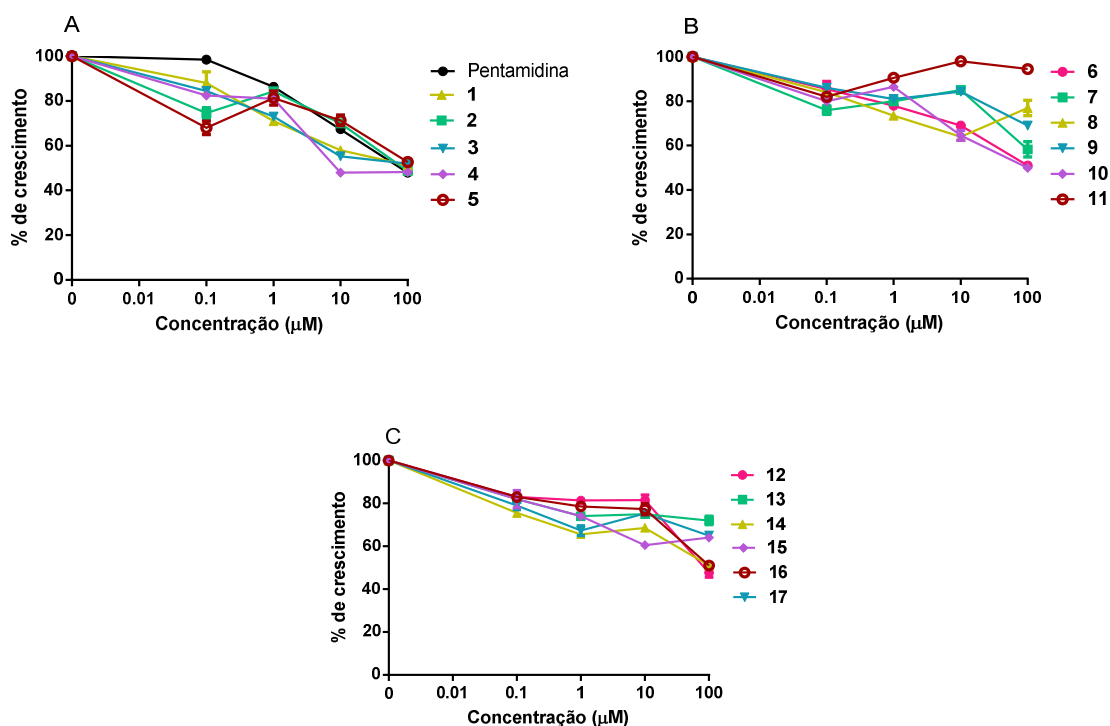 A
% de crescimento
100
80
60
40
20
0
0 0.01 0.1 1 10 100
Concentração (μM)
Pentamidina
1
2
3
4
5
B
% de crescimento
100
80
60
40
20
0
0 0.01 0.1 1 10 100
Concentração (μM)
6
7
8
9
10
11
C
% de crescimento
100
80
60
40
20
0
0 0.01 0.1 1 10 100
Concentração (μM)
12
13
14
15
16
17